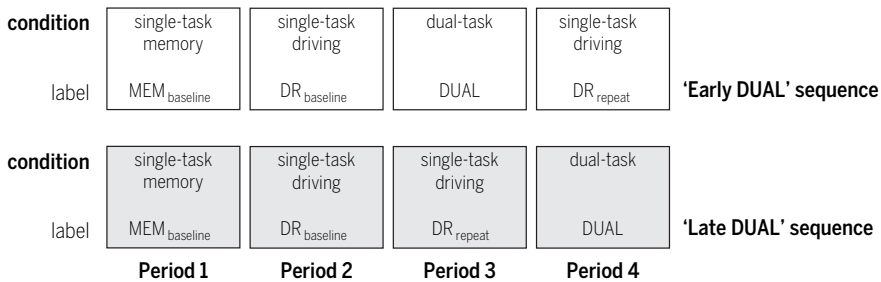 condition single-task single-task dual-task single-task
memory driving driving
label MEM baseline DR baseline DUAL DR repeat 'Early DUAL' sequence
condition single-task single-task single-task dual-task
memory driving driving
label MEM baseline DR baseline DR repeat DUAL 'Late DUAL' sequence
Period 1 Period 2 Period 3 Period 4